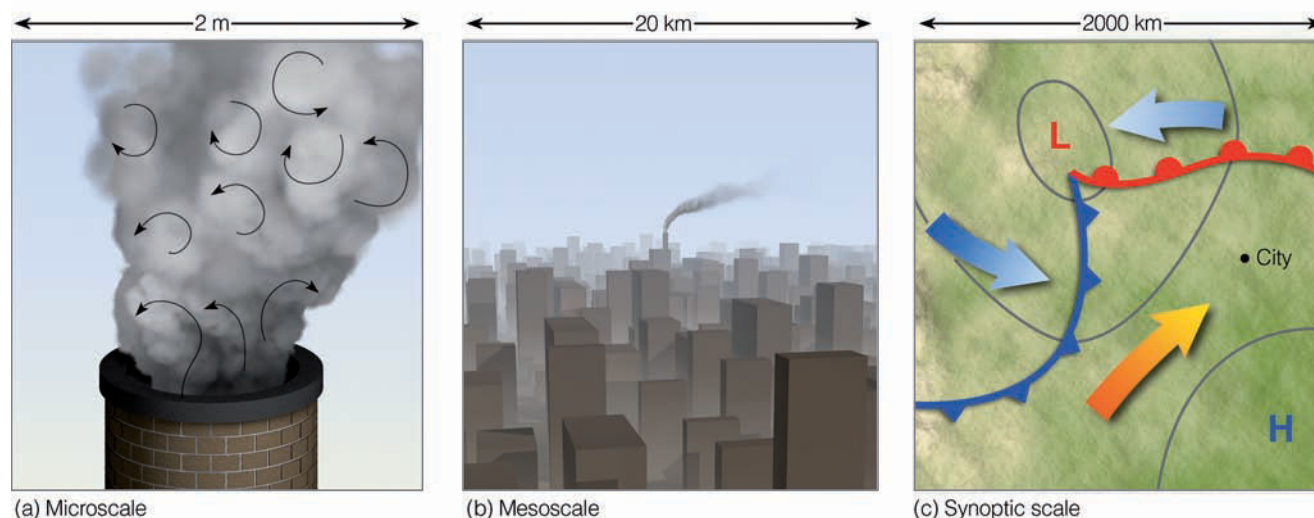 2 m
20 km
2000 km
L
City
H
(a) Microscale
(b) Mesoscale
(c) Synoptic scale